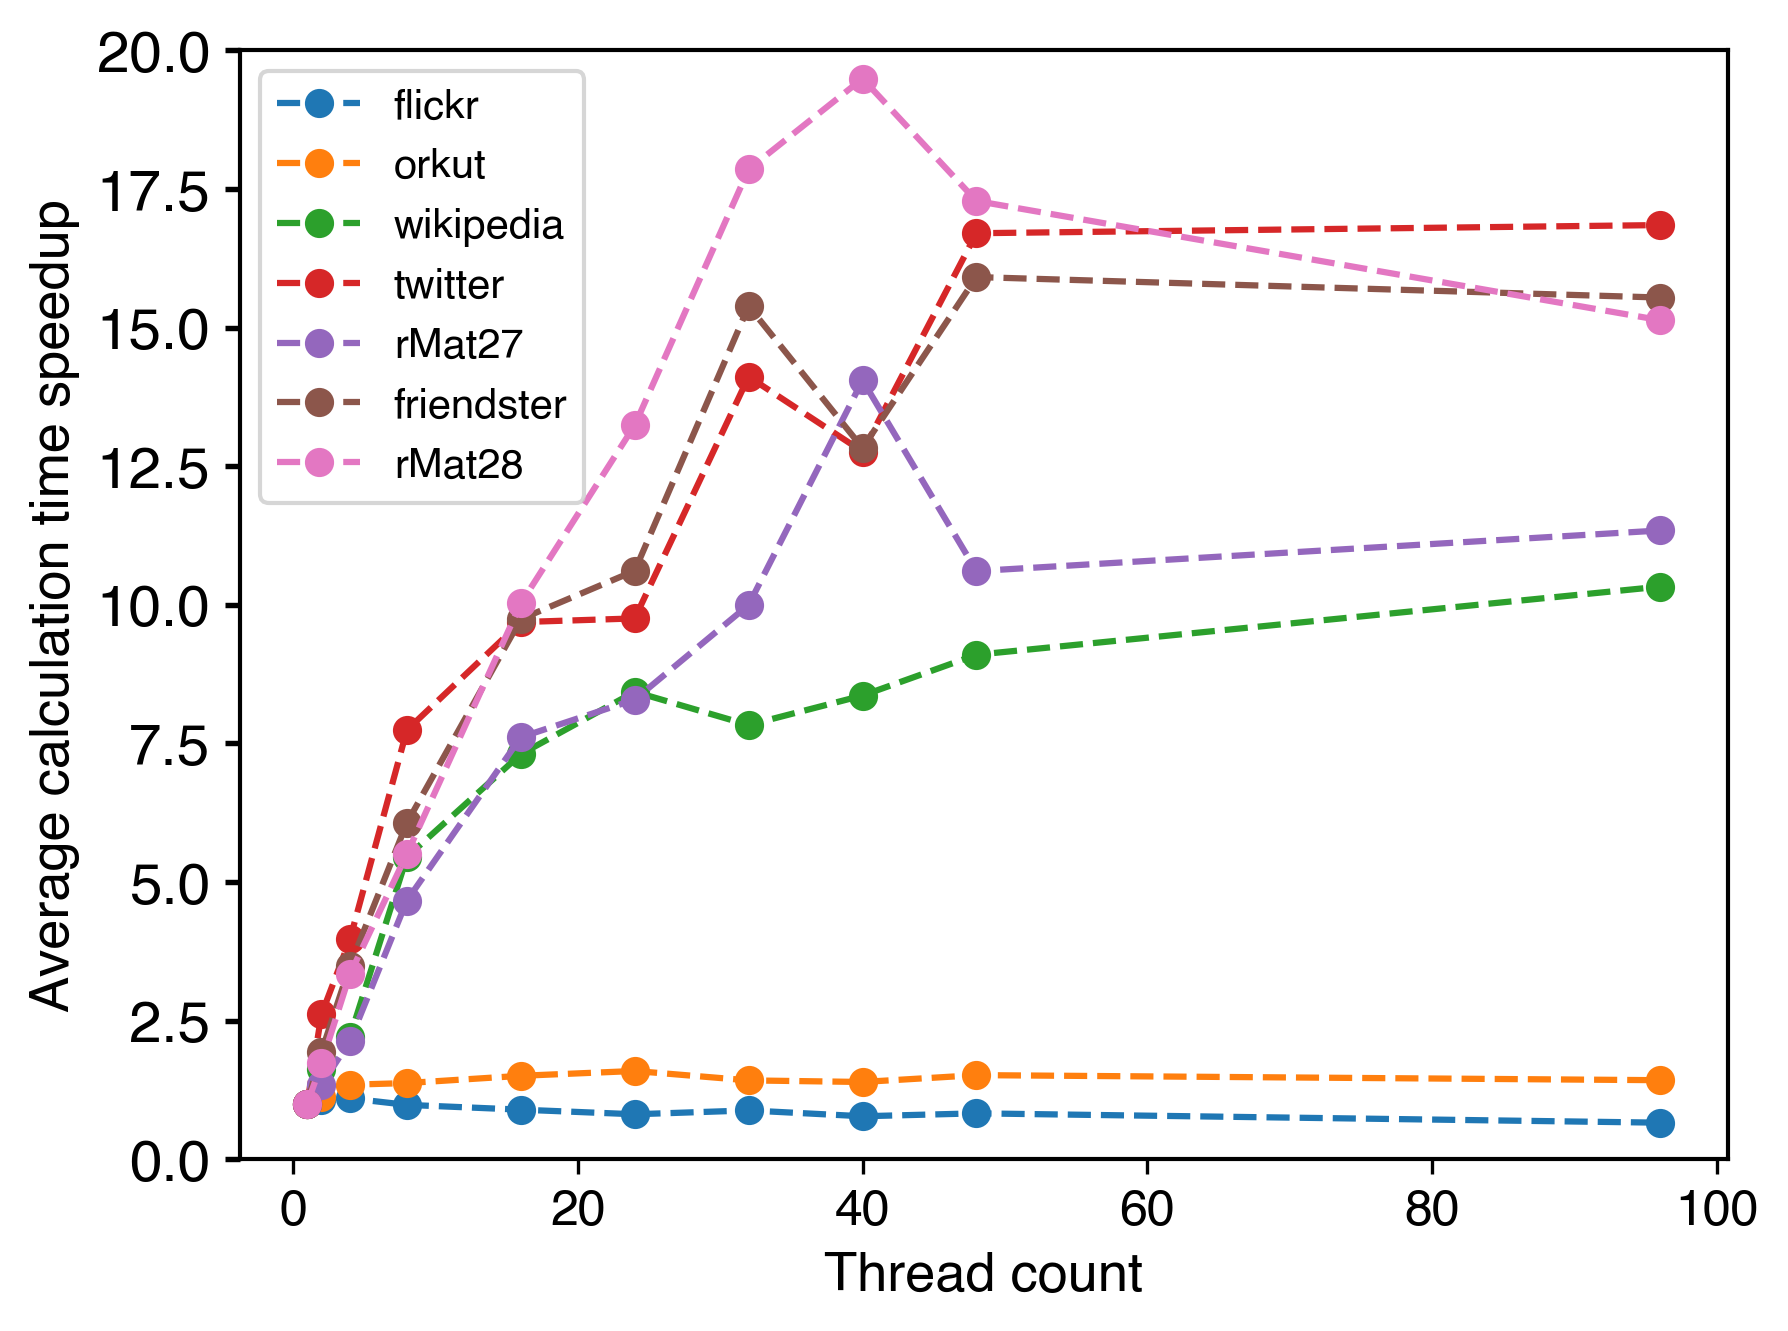 20.0
17.5
15.0
12.5
10.0
7.5
5.0
2.5
0.0
Average calculation time speedup
flickr
orkut
wikipedia
twitter
rMat27
friendster
rMat28
0 20 40 60 80 100
Thread count